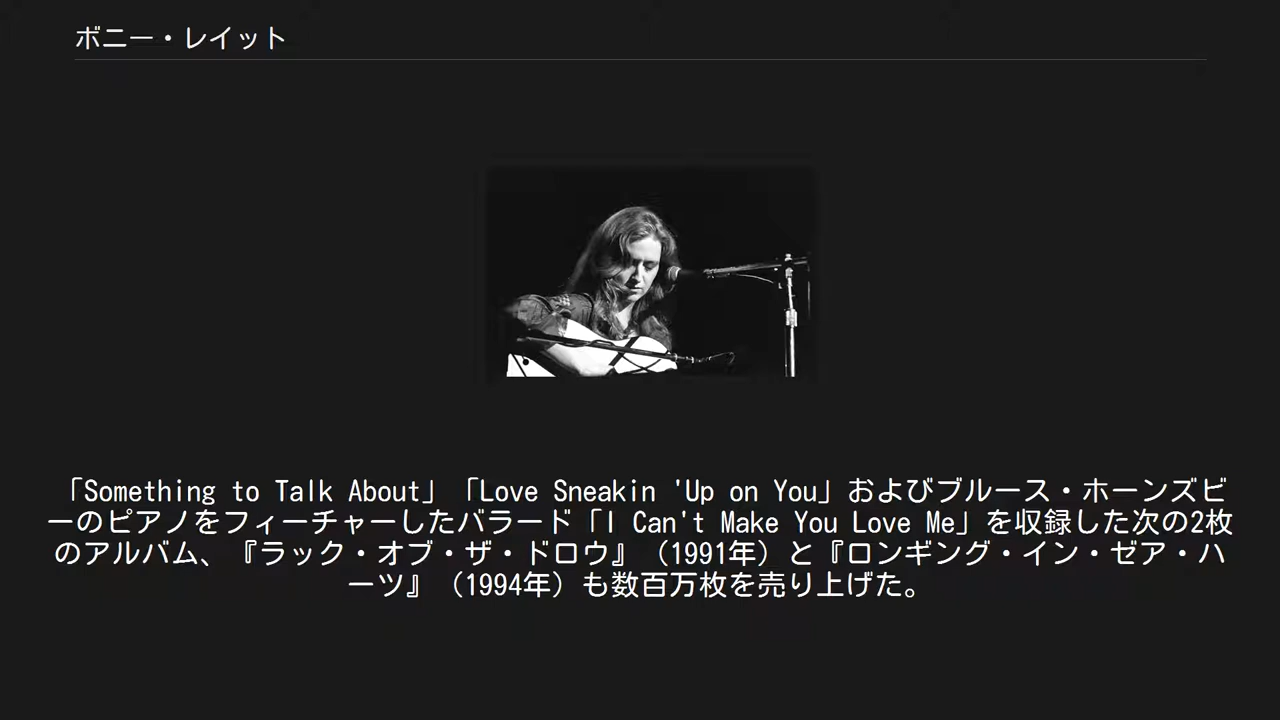 ボニー・レイット
「Something to Talk About」「Love Sneakin 'Up on You」およびブルース・ホーンズビ
ーのピアノをフィーチャーしたバラード「I Can't Make You Love Me」を収録した次の2枚
のアルバム、『ラック・オブ・ザ・ドロウ』（1991年）と『ロンギング・イン・ゼア・ハ
ーツ』（1994年）も数百万枚を売り上げた。